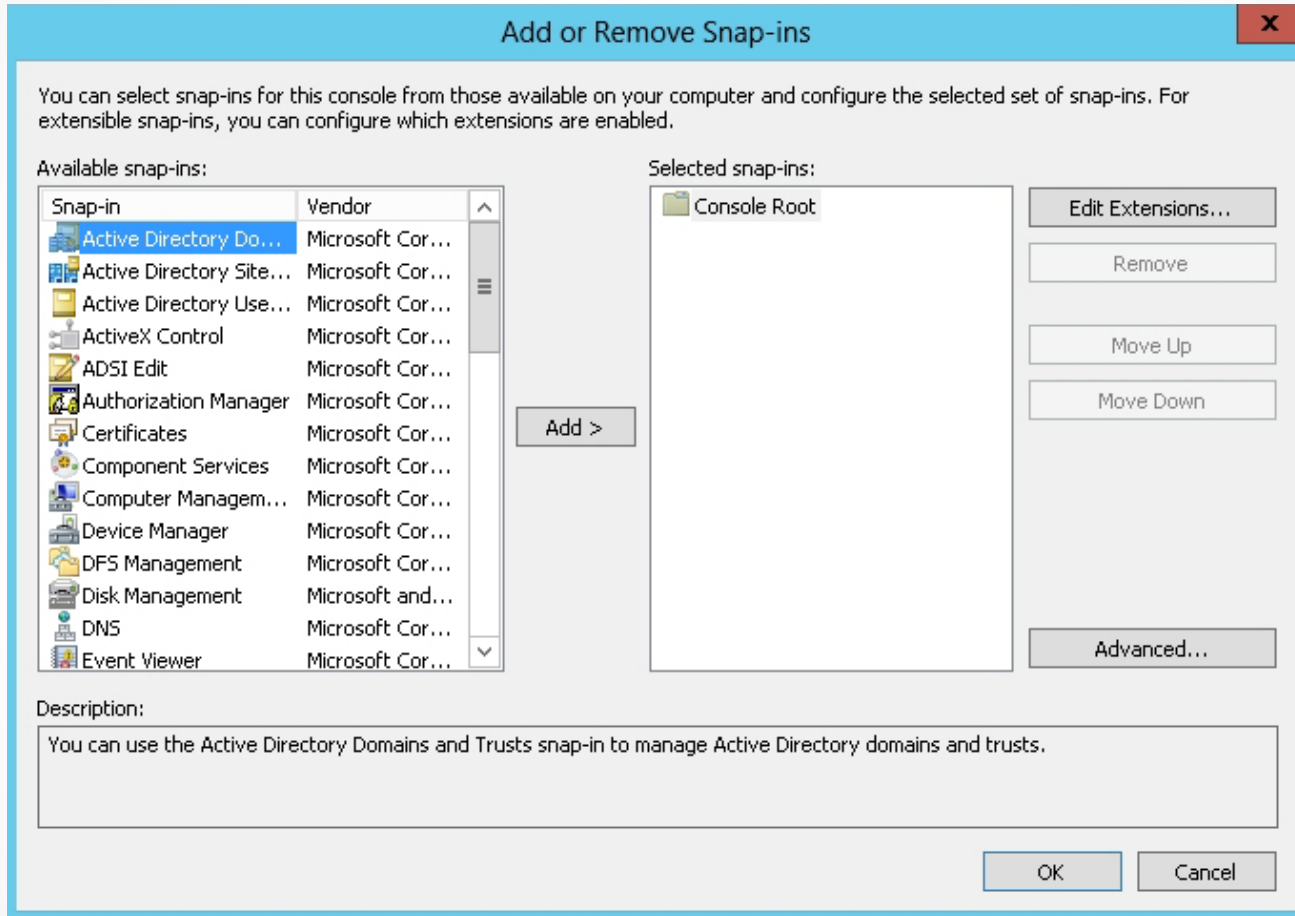 Add or Remove Snap-ins
x
You can select snap-ins for this console from those available on your computer and configure the selected set of snap-ins. For
extensible snap-ins, you can configure which extensions are enabled.
Available snap-ins:
Snap-in Vendor
Active Directory Do... Microsoft Cor...
Active Directory Site... Microsoft Cor...
Active Directory Use... Microsoft Cor...
ActiveX Control Microsoft Cor...
ADSI Edit Microsoft Cor...
Authorization Manager Microsoft Cor...
Certificates Microsoft Cor...
Component Services Microsoft Cor...
Computer Managem... Microsoft Cor...
Device Manager Microsoft Cor...
DFS Management Microsoft Cor...
Disk Management Microsoft and...
DNS Microsoft Cor...
Event Viewer Microsoft Cor...
Add >
Selected snap-ins:
Console Root
Edit Extensions...
Remove
Move Up
Move Down
Advanced...
Description:
You can use the Active Directory Domains and Trusts snap-in to manage Active Directory domains and trusts.
OK Cancel